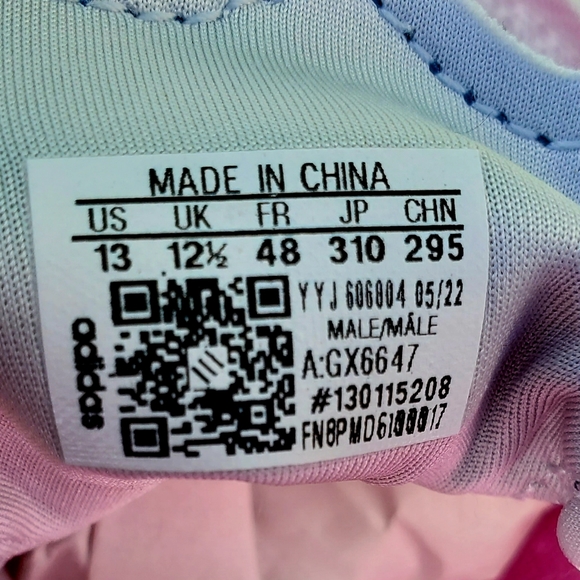 MADE IN CHINA
US UK FR JP CHN
13 12½ 48 310 295
adidas
YYJ 606004 05/22
MALE/MÂLE
A:GX6647
#130115208